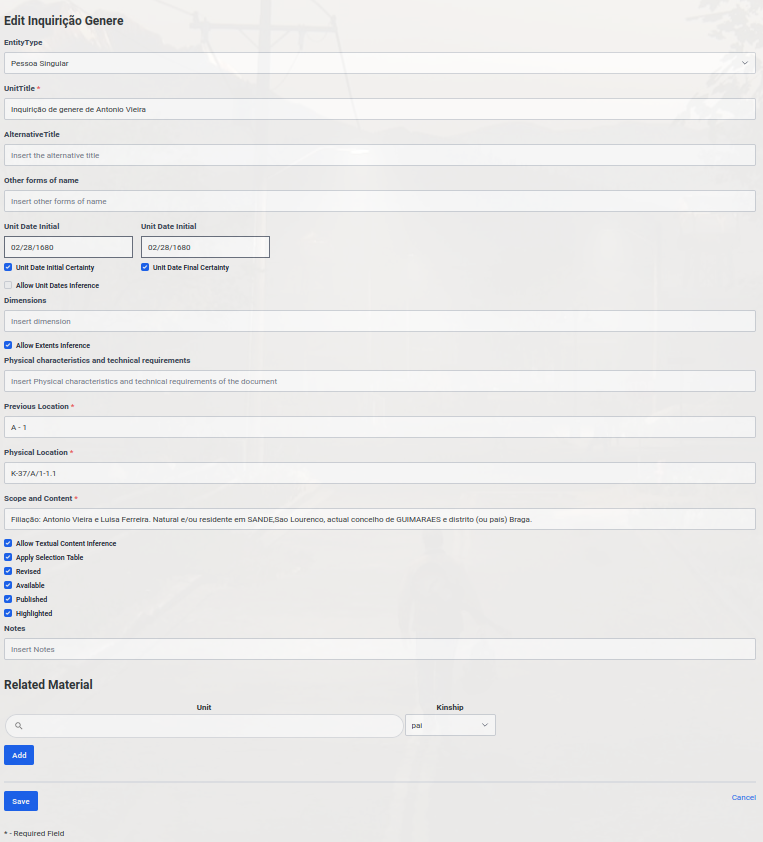 Edit Inquirição Genere
EntityType
Pessoa Singular
UnitTitle *
Inquirição de genere de Antonio Vieira
AlternativeTitle
Insert the alternative title
Other forms of name
Insert other forms of name
Unit Date Initial Unit Date Initial
02/28/1680 02/28/1680
Unit Date Initial Certainty Unit Date Final Certainty
Allow Unit Dates Inference
Dimensions
Insert dimension
Allow Extents Inference
Physical characteristics and technical requirements
Insert Physical characteristics and technical requirements of the document
Previous Location *
A - 1
Physical Location *
K-37/A/1-1.1
Scope and Content *
Filiação: Antonio Vieira e Luisa Ferreira. Natural e/ou residente em SANDE,Sao Lourenco, actual concelho de GUIMARAES e distrito (ou país) Braga.
Allow Textual Content Inference
Apply Selection Table
Revised
Available
Published
Highlighted
Notes
Insert Notes
Related Material
Unit Kinship
pai
Add
Save Cancel
* - Required Field